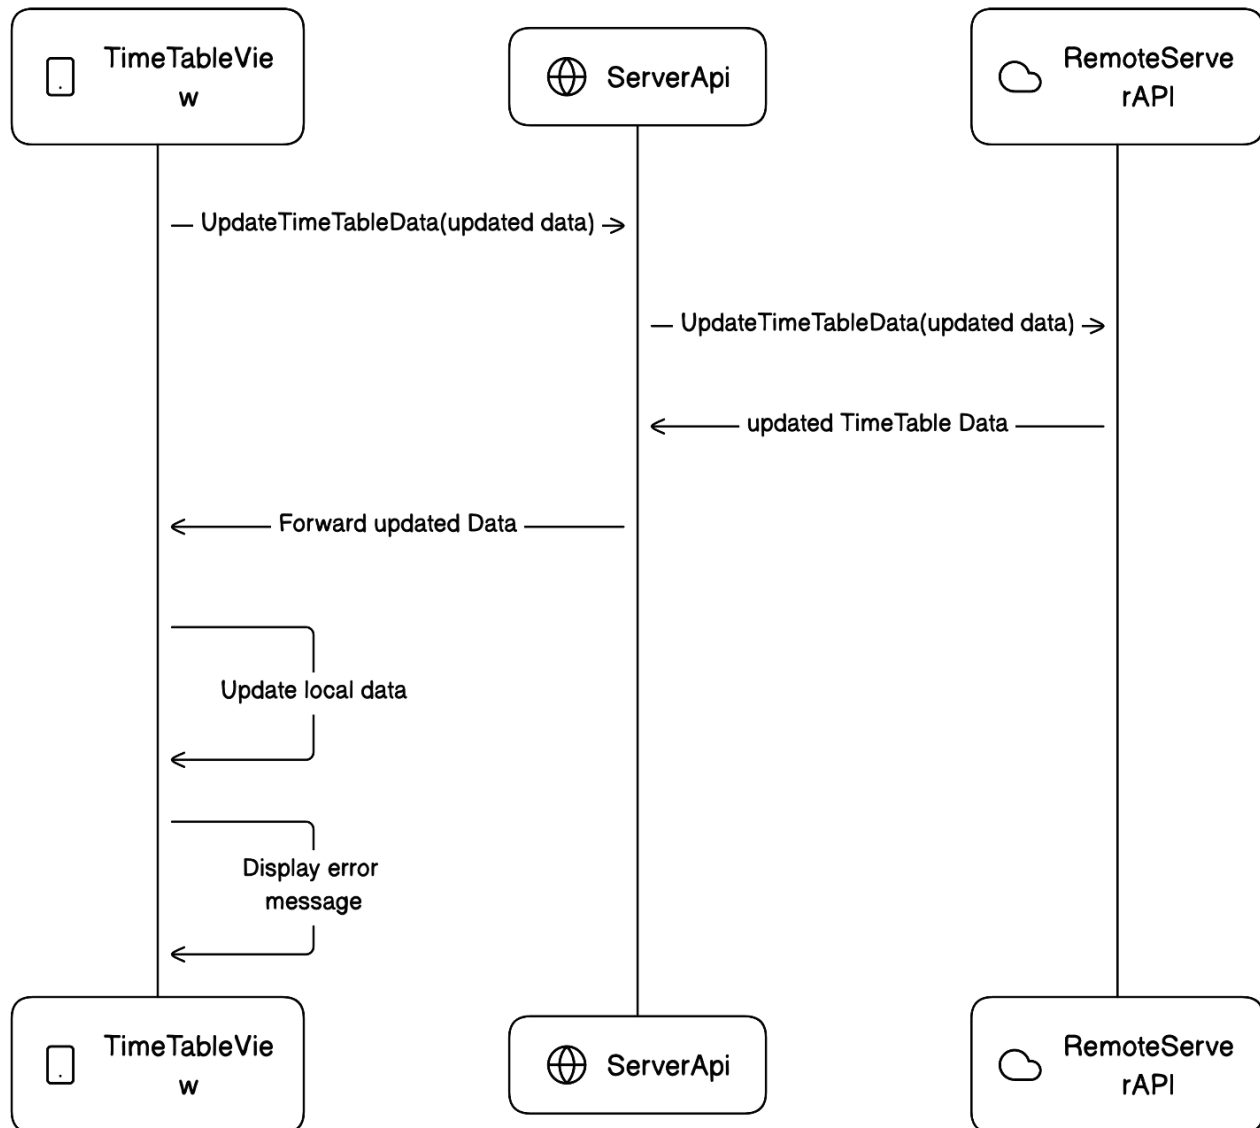 TimeTableVie
w
ServerApi
RemoteServe
rAPI
UpdateTimeTableData(updated data)
UpdateTimeTableData(updated data)
updated TimeTable Data
Forward updated Data
Update local data
Display error
message
TimeTableVie
w
ServerApi
RemoteServe
rAPI